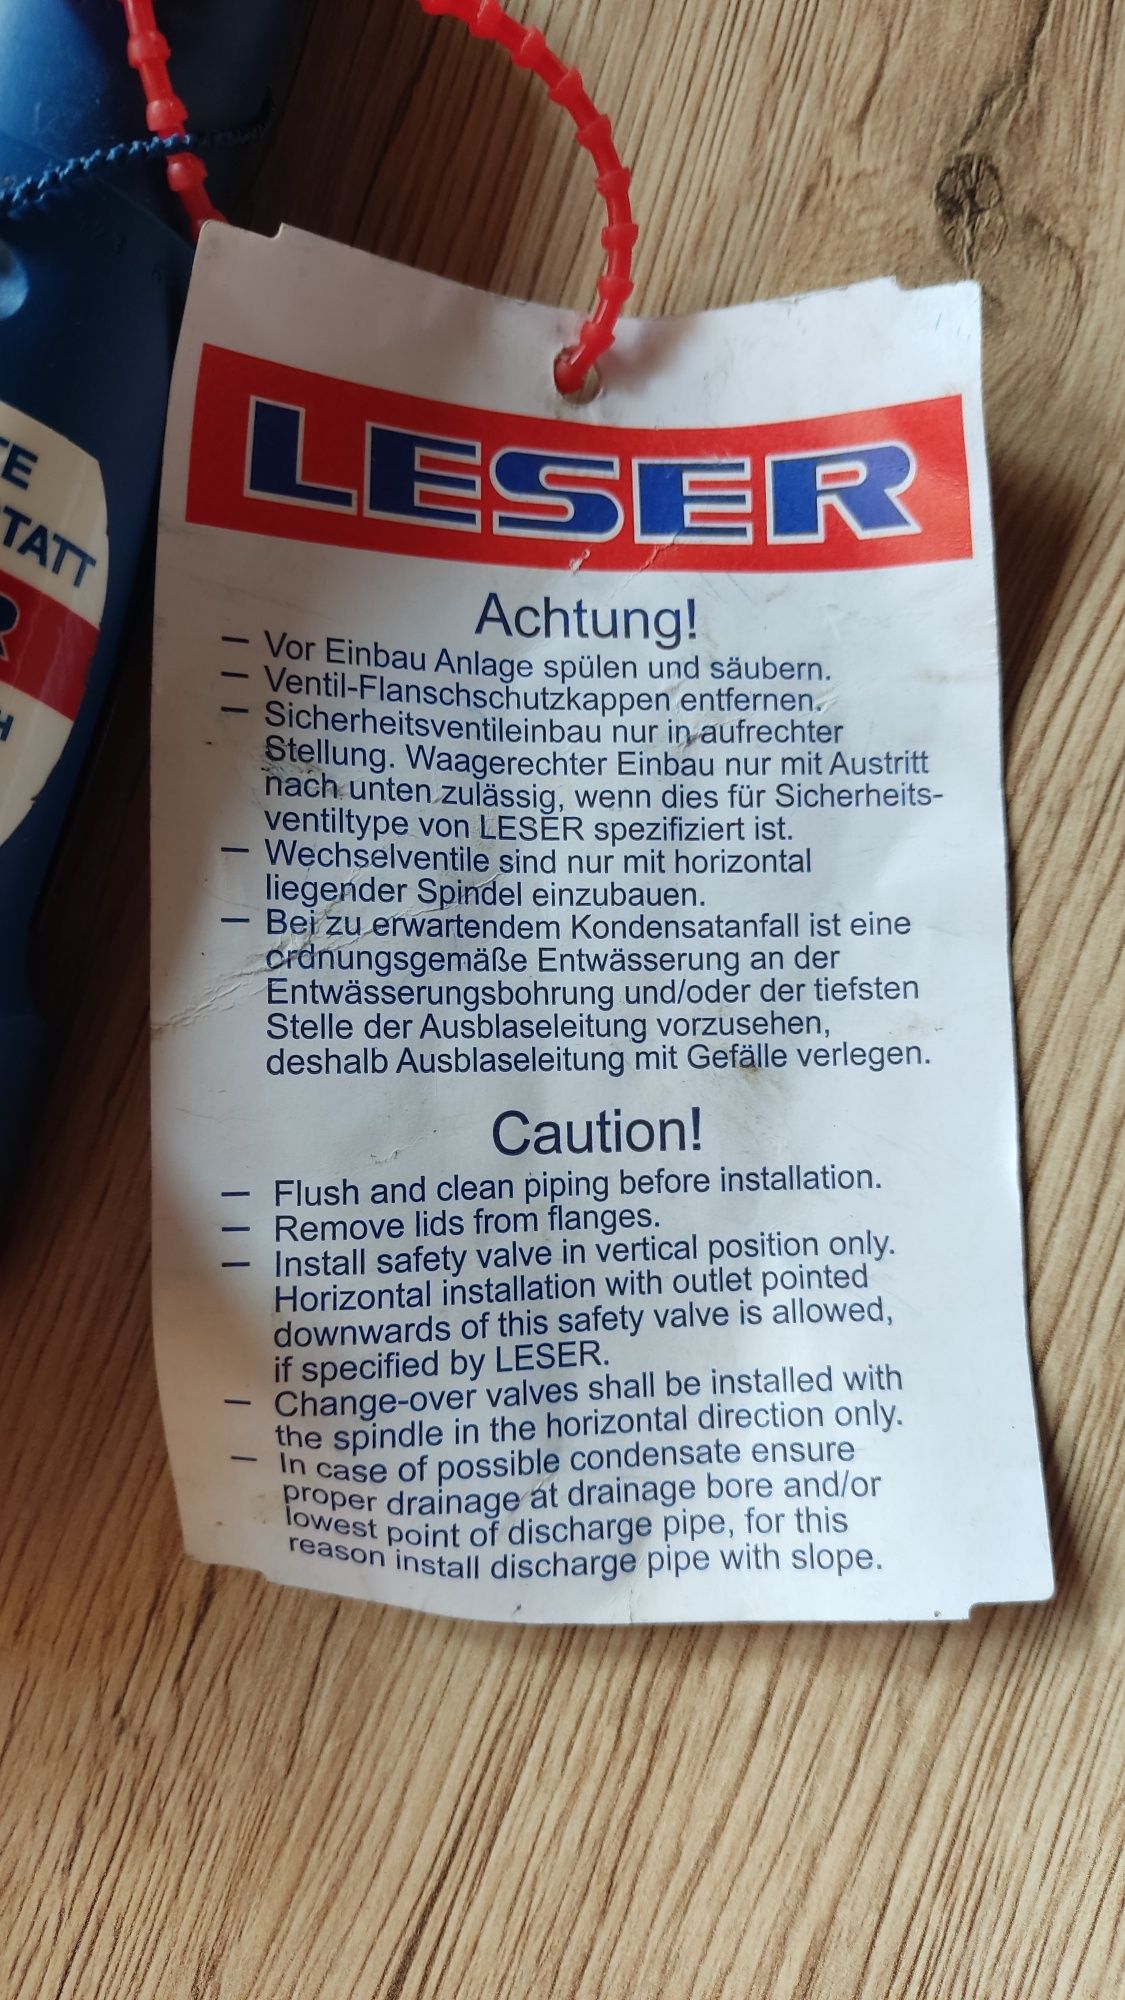 TE
TATT
R
H
LESER
Achtung!
– Vor Einbau Anlage spülen und säubern.
– Ventil-Flanschschutzkappen entfernen.
– Sicherheitsventileinbau nur in aufrechter
Stellung. Waagerechter Einbau nur mit Austritt
nach unten zulässig, wenn dies für Sicherheits-
ventiltype von LESER spezifiziert ist.
– Wechselventile sind nur mit horizontal
liegender Spindel einzubauen.
– Bei zu erwartendem Kondensatanfall ist eine
ordnungsgemäße Entwässerung an der
Entwässerungsbohrung und/oder der tiefsten
Stelle der Ausblaseleitung vorzusehen,
deshalb Ausblaseleitung mit Gefälle verlegen.
Caution!
– Flush and clean piping before installation.
– Remove lids from flanges.
– Install safety valve in vertical position only.
Horizontal installation with outlet pointed
downwards of this safety valve is allowed,
if specified by LESER.
– Change-over valves shall be installed with
the spindle in the horizontal direction only.
– In case of possible condensate ensure
proper drainage at drainage bore and/or
lowest point of discharge pipe, for this
reason install discharge pipe with slope.